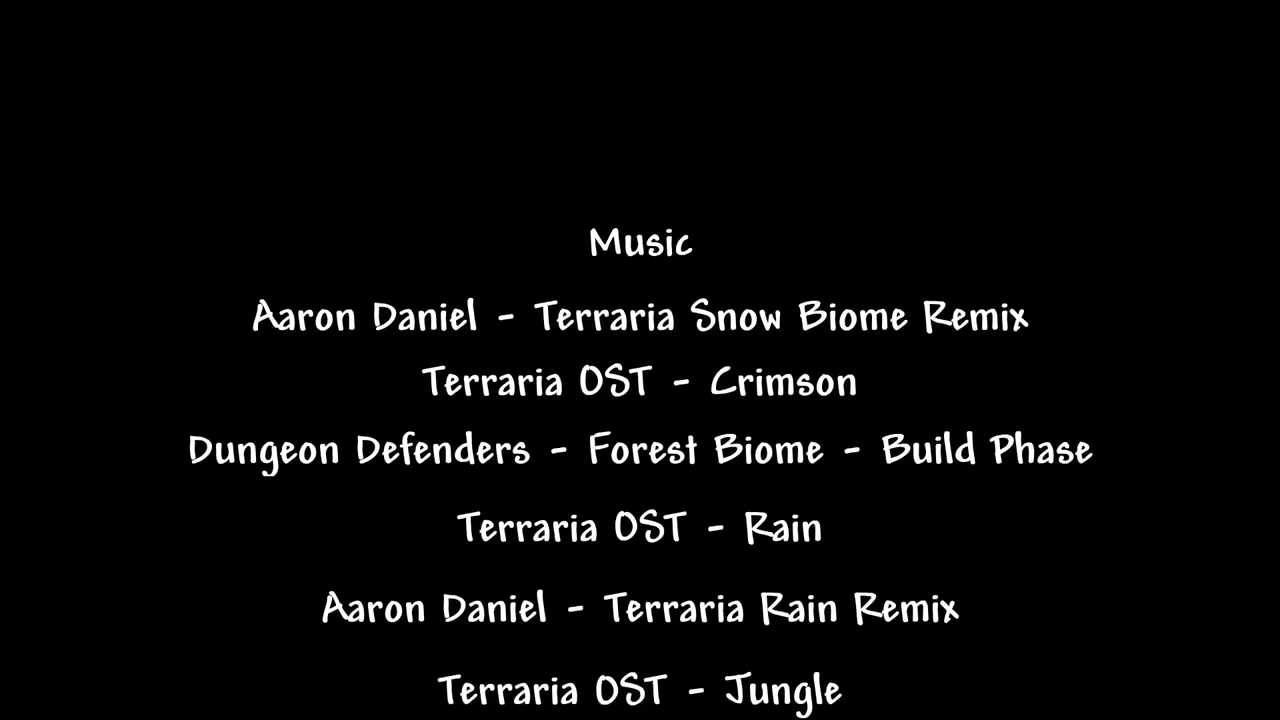 Music
Aaron Daniel - Terraria Snow Biome Remix
Terraria OST - Crimson
Dungeon Defenders - Forest Biome - Build Phase
Terraria OST - Rain
Aaron Daniel - Terraria Rain Remix
Terraria OST - Jungle